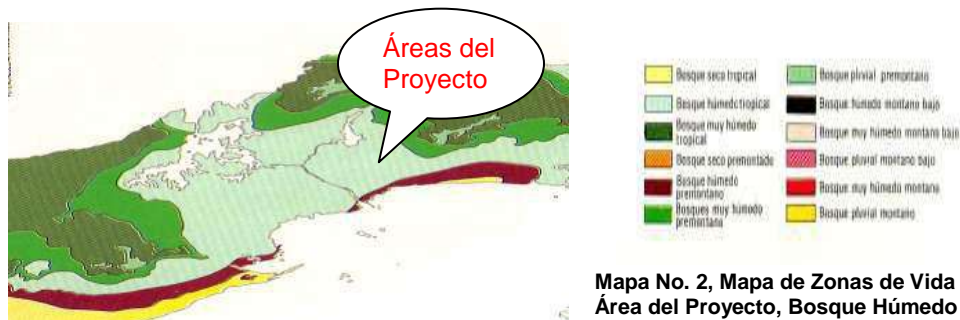 Áreas del
Proyecto
Bosque seco tropical
Bosque húmedo tropical
Bosque muy húmedo
tropical
Bosque seco premontado
Bosque húmedo
premontano
Bosques muy húmedo
premontano
Bosque pluvial premontano
Bosque humedo montano bajo
Bosque muy húmedo montano bajo
Bosque pluvial montano bajo
Bosque muy húmedo montano
Bosque pluvial montano
Mapa No. 2, Mapa de Zonas de Vida
Área del Proyecto, Bosque Húmedo